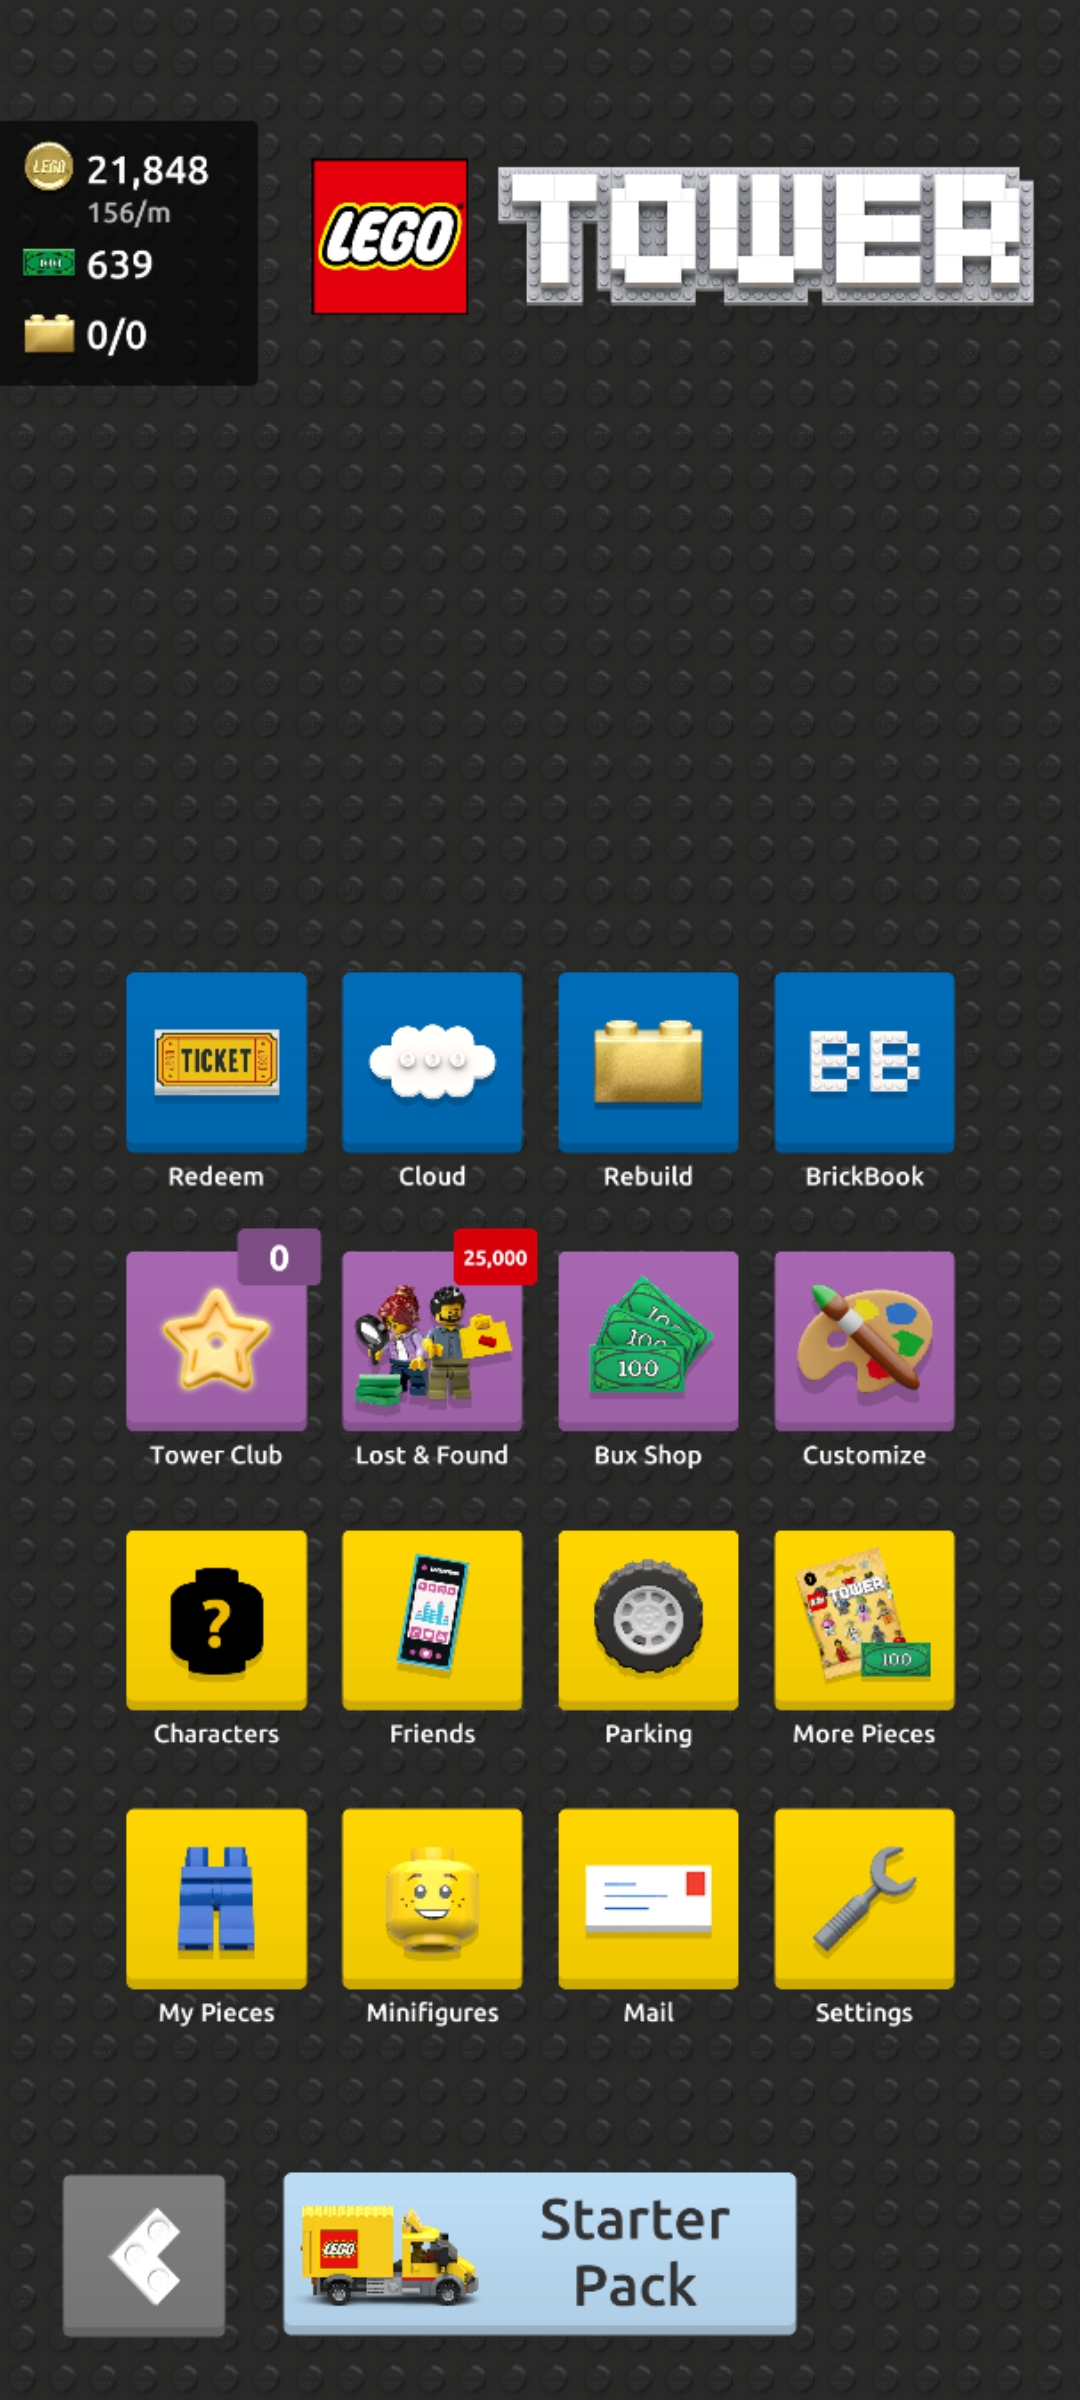 21,848
156/m
639
0/0
LEGO TOWER
TICKET
BB
Redeem
Cloud
Rebuild
BrickBook
0
25,000
100
Tower Club
Lost & Found
Bux Shop
Customize
?
TOWER
100
Characters
Friends
Parking
More Pieces
My Pieces
Minifigures
Mail
Settings
LEGO
Starter
Pack